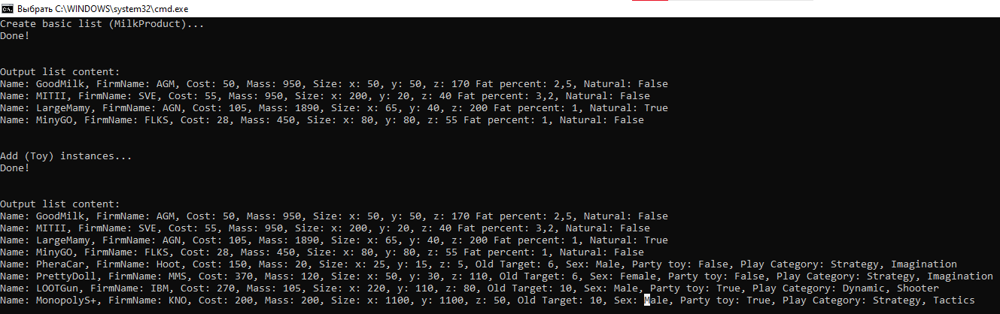 Выбрать C:\WINDOWS\system32\cmd.exe
Create basic list (MilkProduct)...
Done!
Output list content:
Name: GoodMilk, FirmName: AGM, Cost: 50, Mass: 950, Size: x: 50, y: 50, z: 170 Fat percent: 2,5, Natural: False
Name: MITII, FirmName: SVE, Cost: 55, Mass: 950, Size: x: 200, y: 20, z: 40 Fat percent: 3,2, Natural: False
Name: LargeMamy, FirmName: AGN, Cost: 105, Mass: 1890, Size: x: 65, y: 40, z: 200 Fat percent: 1, Natural: True
Name: MinyGO, FirmName: FLKS, Cost: 28, Mass: 450, Size: x: 80, y: 80, z: 55 Fat percent: 1, Natural: False
Add (Toy) instances...
Done!
Output list content:
Name: GoodMilk, FirmName: AGM, Cost: 50, Mass: 950, Size: x: 50, y: 50, z: 170 Fat percent: 2,5, Natural: False
Name: MITII, FirmName: SVE, Cost: 55, Mass: 950, Size: x: 200, y: 20, z: 40 Fat percent: 3,2, Natural: False
Name: LargeMamy, FirmName: AGN, Cost: 105, Mass: 1890, Size: x: 65, y: 40, z: 200 Fat percent: 1, Natural: True
Name: MinyGO, FirmName: FLKS, Cost: 28, Mass: 450, Size: x: 80, y: 80, z: 55 Fat percent: 1, Natural: False
Name: PheraCar, FirmName: Hoot, Cost: 150, Mass: 20, Size: x: 25, y: 15, z: 5, Old Target: 6, Sex: Male, Party toy: False, Play Category: Strategy, Imagination
Name: PrettyDoll, FirmName: MMS, Cost: 370, Mass: 120, Size: x: 50, y: 30, z: 110, Old Target: 6, Sex: Female, Party toy: False, Play Category: Strategy, Imagination
Name: LOOTGun, FirmName: IBM, Cost: 270, Mass: 105, Size: x: 220, y: 110, z: 80, Old Target: 10, Sex: Male, Party toy: True, Play Category: Dynamic, Shooter
Name: MonopolyS+, FirmName: KNO, Cost: 200, Mass: 200, Size: x: 1100, y: 1100, z: 50, Old Target: 10, Sex: Male, Party toy: True, Play Category: Strategy, Tactics